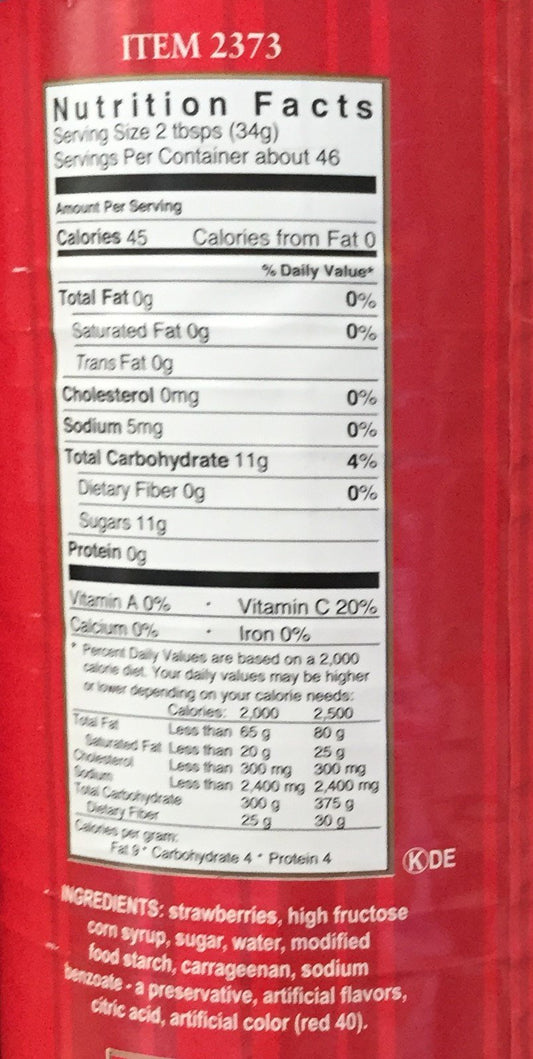 ITEM 2373
Nutrition Facts
Serving Size 2 tbsps (34g)
Servings Per Container about 46
Amount Per Serving
Calories 45 Calories from Fat 0
% Daily Value*
Total Fat 0g 0%
Saturated Fat 0g 0%
Trans Fat 0g
Cholesterol 0mg 0%
Sodium 5mg 0%
Total Carbohydrate 11g 4%
Dietary Fiber 0g 0%
Sugars 11g
Protein 0g
Vitamin A 0% · Vitamin C 20%
Calcium 0% · Iron 0%
* Percent Daily Values are based on a 2,000
calorie diet. Your daily values may be higher
or lower depending on your calorie needs:
Calories: 2,000 2,500
Total Fat Less than 65 g 80 g
Saturated Fat Less than 20 g 25 g
Cholesterol Less than 300 mg 300 mg
Sodium Less than 2,400 mg 2,400 mg
Total Carbohydrate 300 g 375 g
Dietary Fiber 25 g 30 g
Calories per gram:
Fat 9 * Carbohydrate 4 * Protein 4
K DE
INGREDIENTS: strawberries, high fructose
corn syrup, sugar, water, modified
food starch, carrageenan, sodium
benzoate - a preservative, artificial flavors,
citric acid, artificial color (red 40).